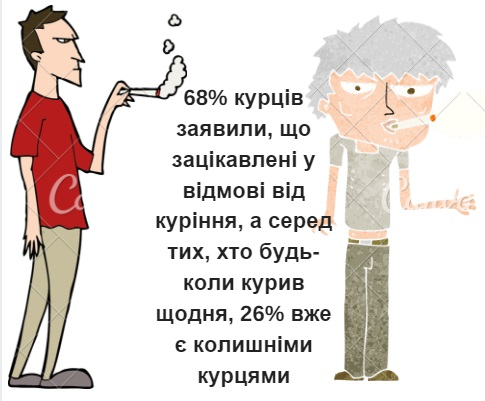 68% курців
заявили, що
зацікавлені у
відмові від
куріння, а серед
тих, хто будь-
коли курив
щодня, 26% вже
є колишніми
курцями